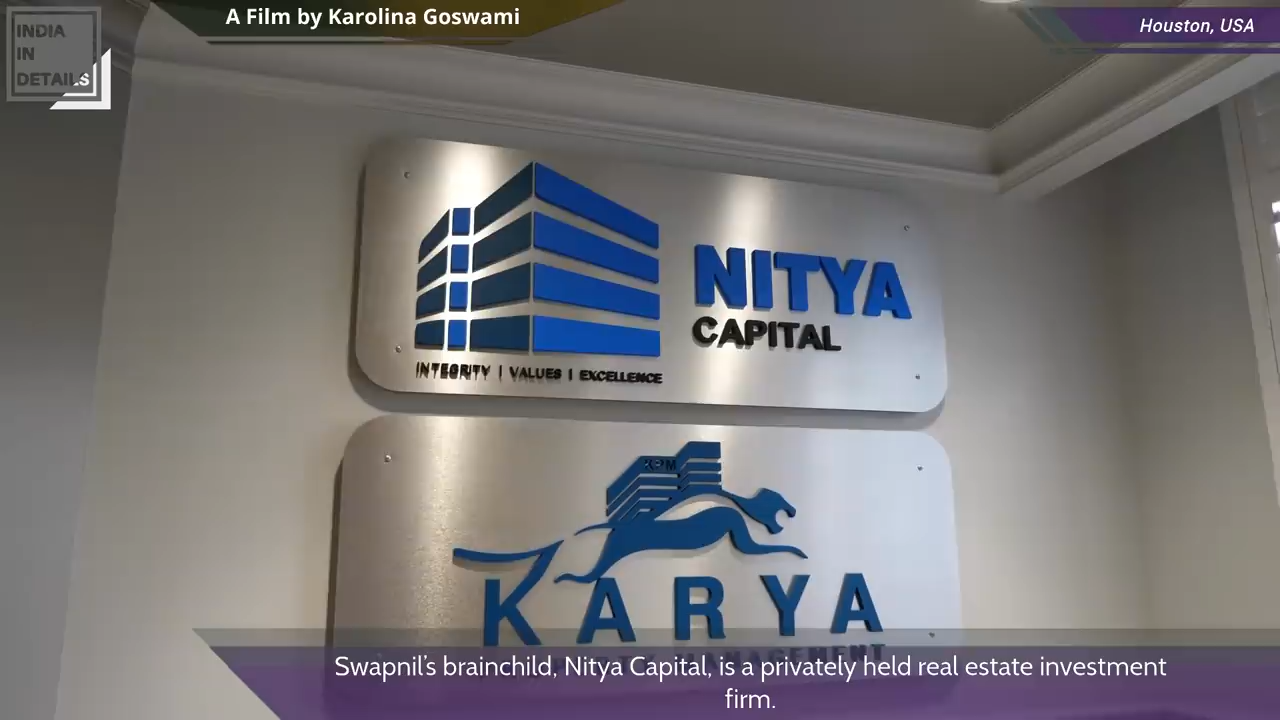 A Film by Karolina Goswami
Houston, USA
INDIA
IN
DETAILS
NITYA
CAPITAL
INTEGRITY | VALUES | EXCELLENCE
KPM
KARYA
MANAGEMENT
Swapnil's brainchild, Nitya Capital, is a privately held real estate investment
firm.